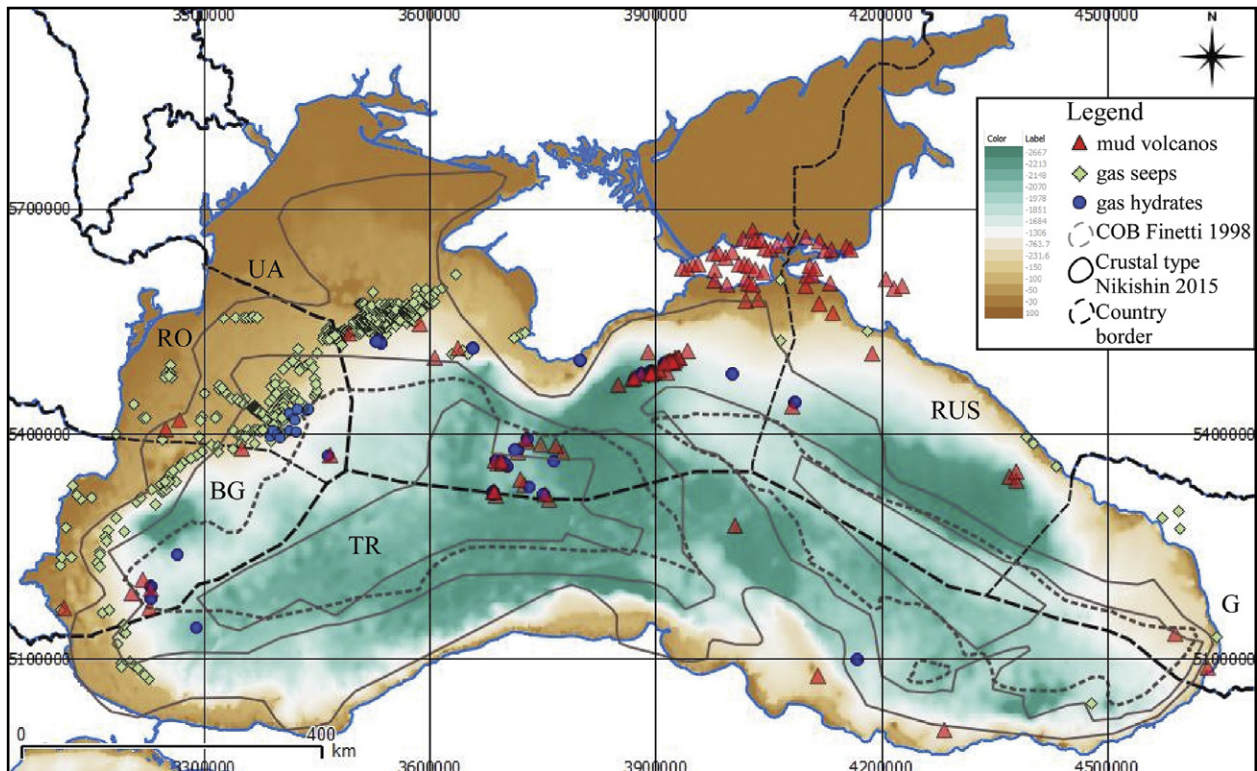 3300000 3600000 3900000 4200000 4500000
N
Legend
Color Label
2667
-2213
-2148
-2070
-1978
-1851
-1684
-1306
-763.7
-231.6
-150
-100
-50
-30
100
mud volcanos
gas seeps
gas hydrates
COB Finetti 1998
Crustal type
Nikishin 2015
Country
border
5700000
UA
RO
RUS
5400000 5400000
BG
TR
G
5100000 5100000
0 400
km
3300000 3600000 3900000 4200000 4500000